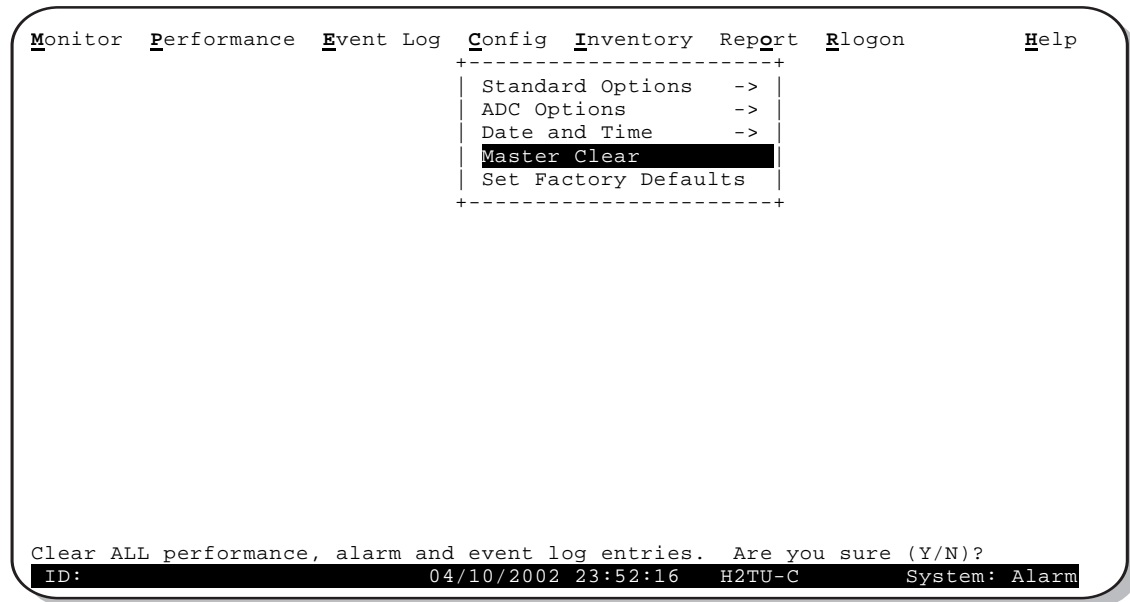 Monitor Performance Event Log Config Inventory Report Rlogon Help
+-----------------------+
| Standard Options -> |
| ADC Options -> |
| Date and Time -> |
| Master Clear |
| Set Factory Defaults |
+-----------------------+
Clear ALL performance, alarm and event log entries. Are you sure (Y/N)?
ID: 04/10/2002 23:52:16 H2TU-C System: Alarm